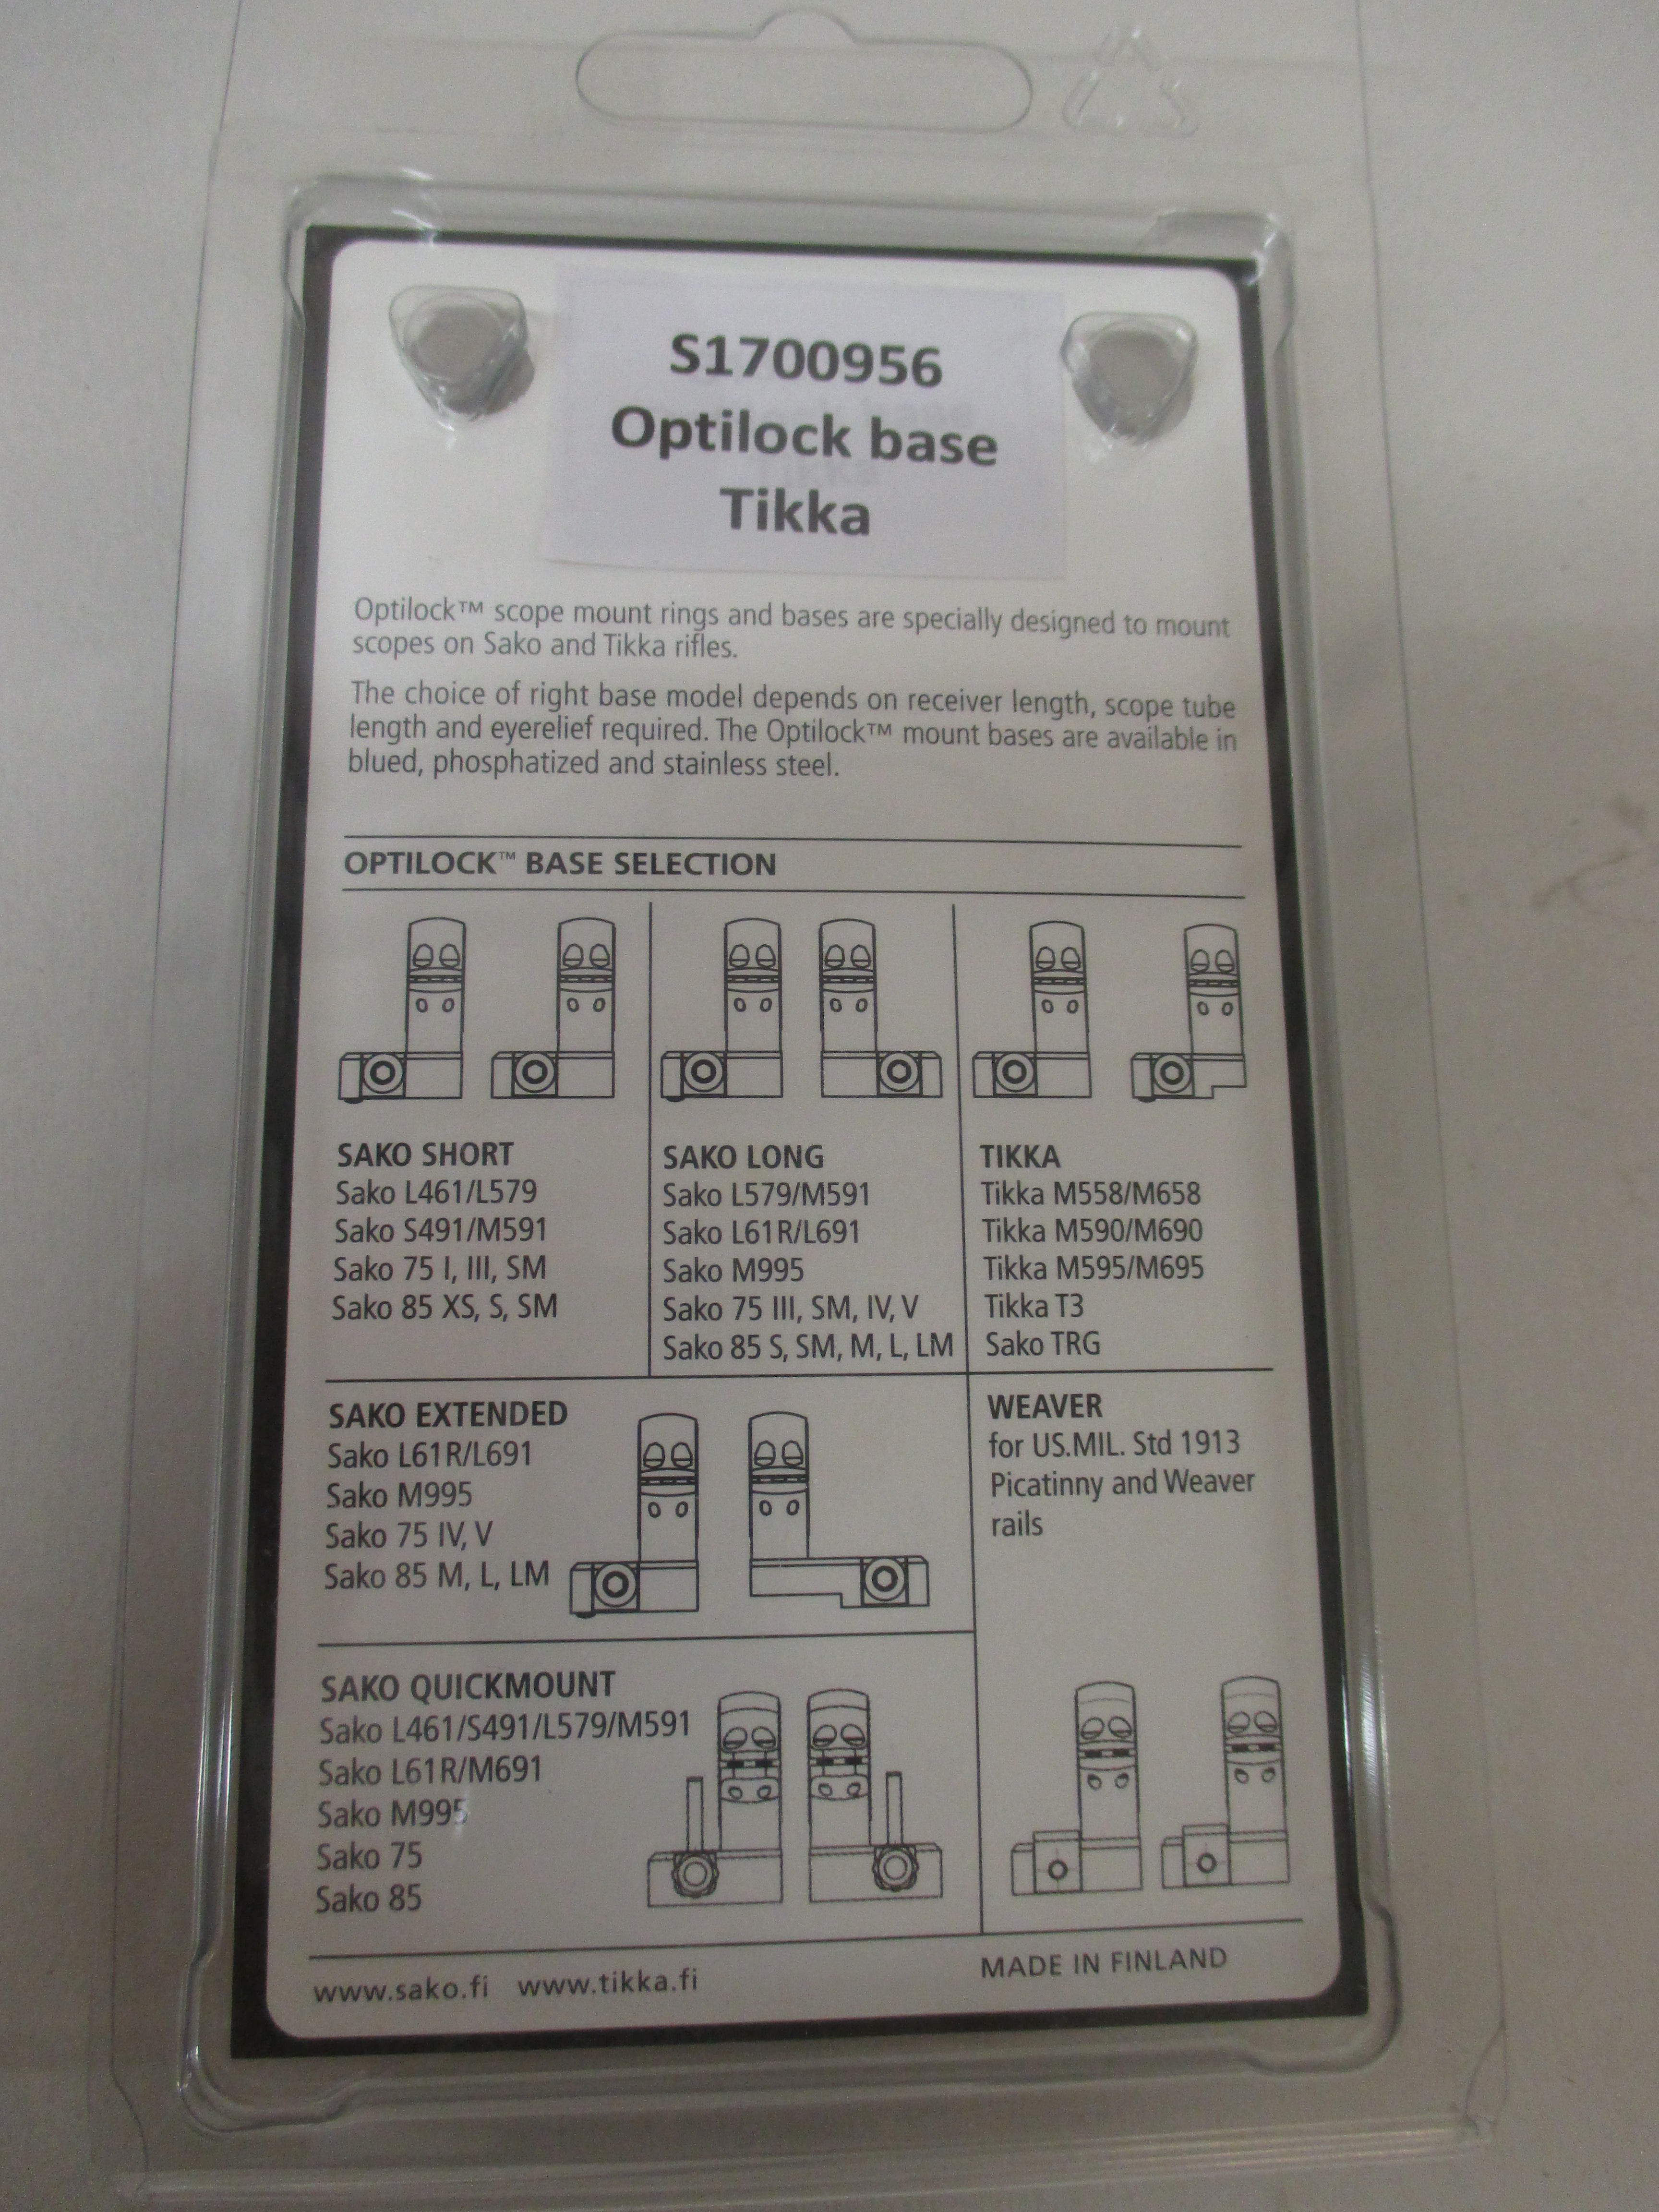 S1700956
Optilock base
Tikka
Optilock™ scope mount rings and bases are specially designed to mount
scopes on Sako and Tikka rifles.
The choice of right base model depends on receiver length, scope tube
length and eyerelief required. The Optilock™ mount bases are available in
blued, phosphatized and stainless steel.
OPTILOCK™ BASE SELECTION
SAKO SHORT
Sako L461/L579
Sako S491/M591
Sako 75 I, III, SM
Sako 85 XS, S, SM
SAKO LONG
Sako L579/M591
Sako L61R/L691
Sako M995
Sako 75 III, SM, IV, V
Sako 85 S, SM, M, L, LM
TIKKA
Tikka M558/M658
Tikka M590/M690
Tikka M595/M695
Tikka T3
Sako TRG
SAKO EXTENDED
Sako L61R/L691
Sako M995
Sako 75 IV, V
Sako 85 M, L, LM
WEAVER
for US.MIL. Std 1913
Picatinny and Weaver
rails
SAKO QUICKMOUNT
Sako L461/S491/L579/M591
Sako L61R/M691
Sako M995
Sako 75
Sako 85
www.sako.fi www.tikka.fi
MADE IN FINLAND